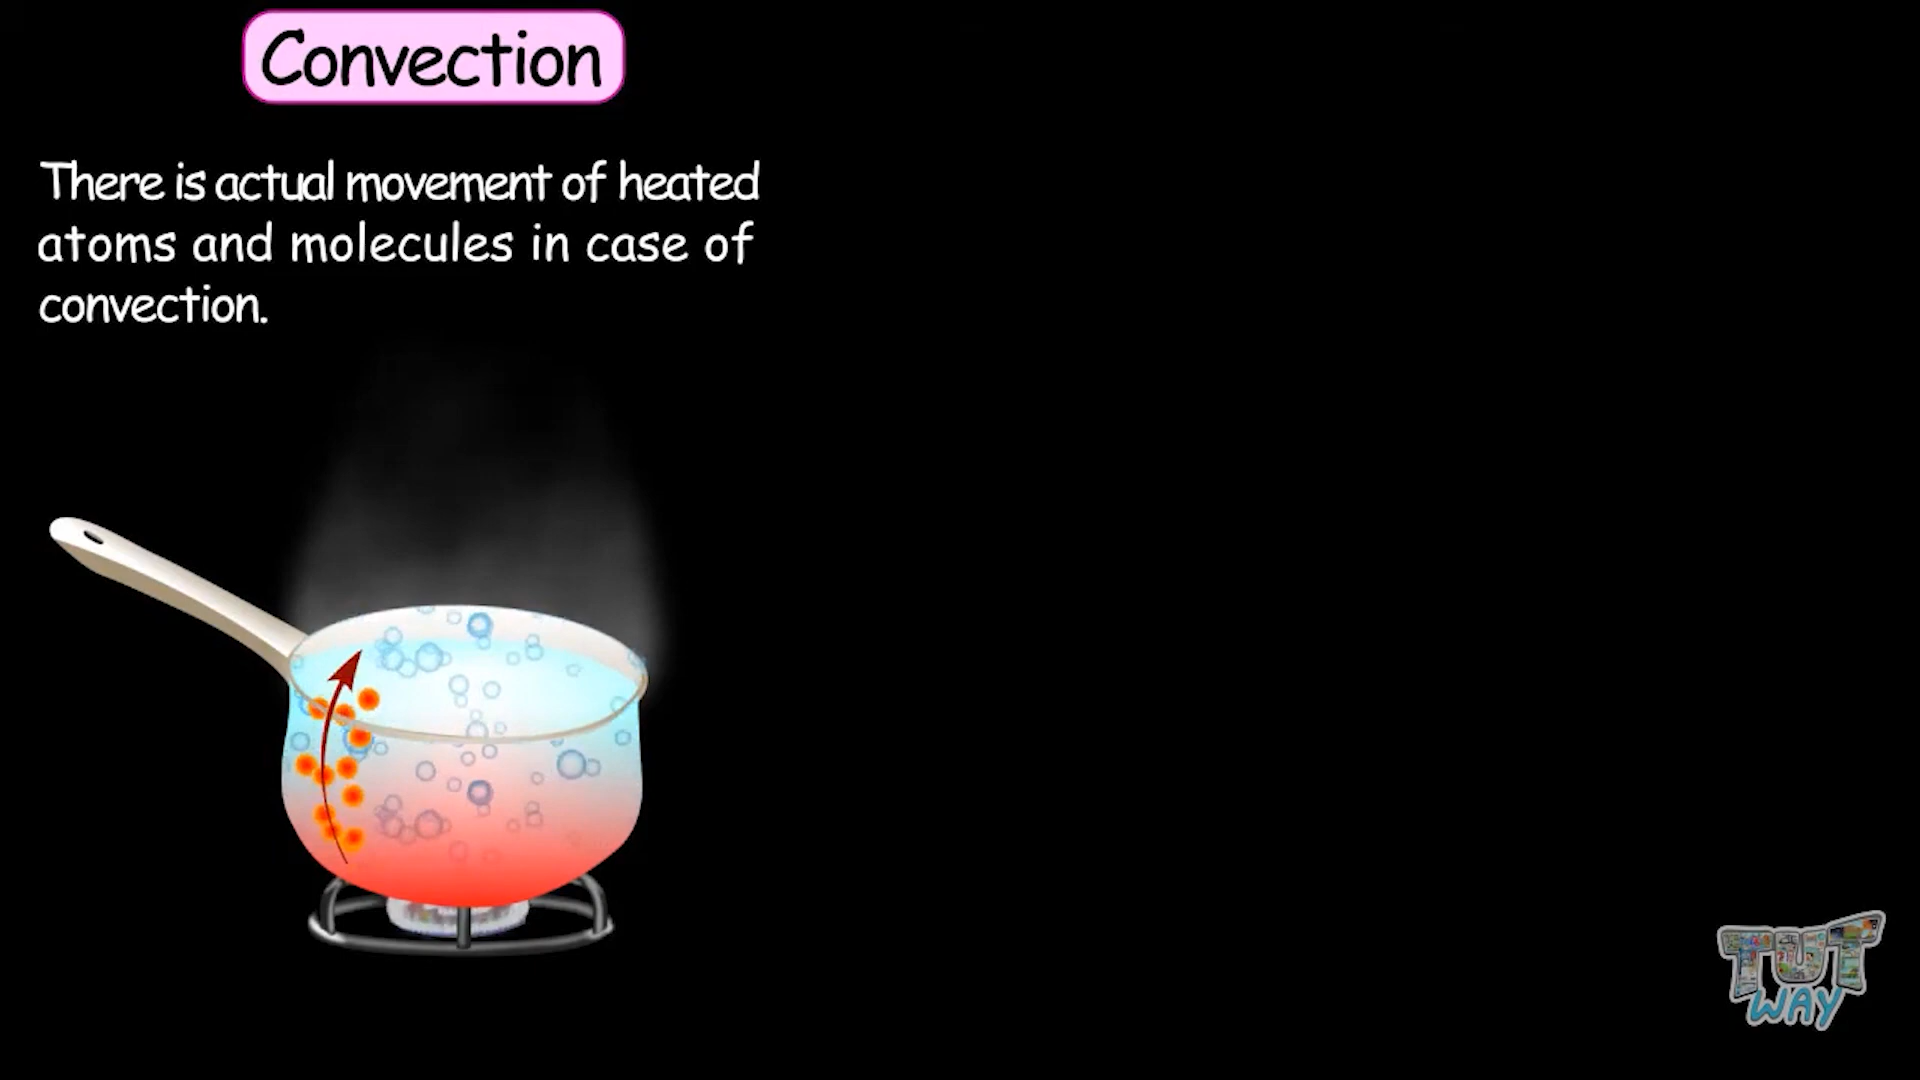 Convection
There is actual movement of heated
atoms and molecules in case of
convection.
TUT
WAY